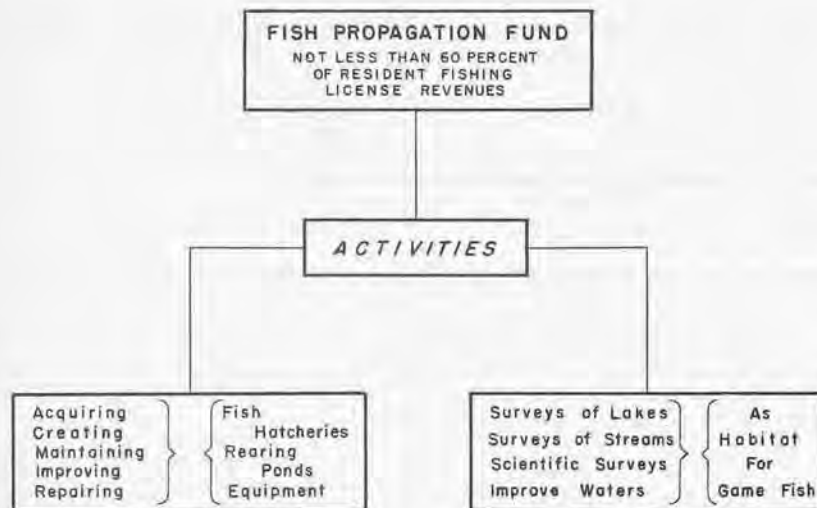 FISH PROPAGATION FUND
NOT LESS THAN 60 PERCENT
OF RESIDENT FISHING
LICENSE REVENUES
ACTIVITIES
Acquiring
Creating
Maintaining
Improving
Repairing
Fish
Hatcheries
Rearing
Ponds
Equipment
Surveys of Lakes
Surveys of Streams
Scientific Surveys
Improve Waters
As
Habitat
For
Game Fish